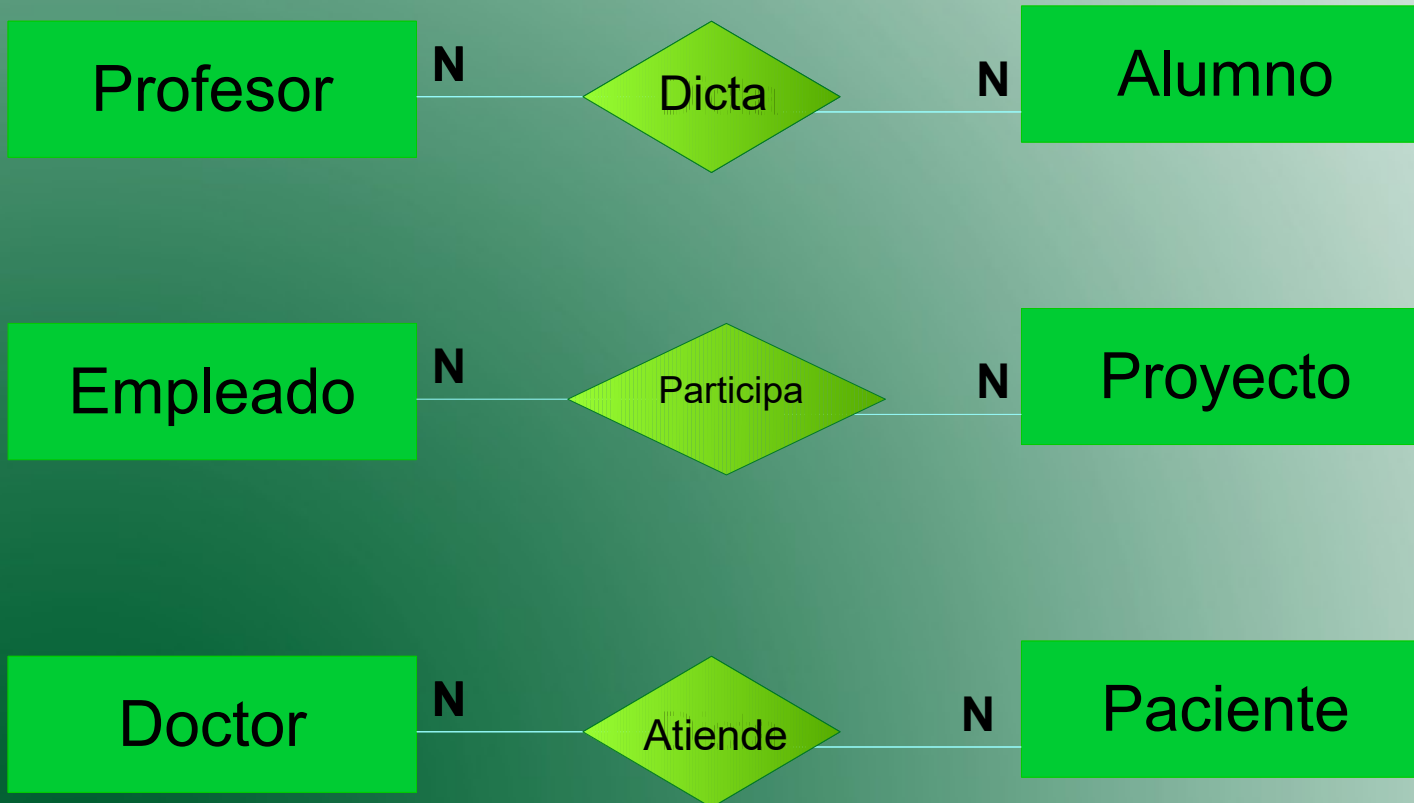 Profesor N Dicta N Alumno
Empleado N Participa N Proyecto
Doctor N Atiende N Paciente